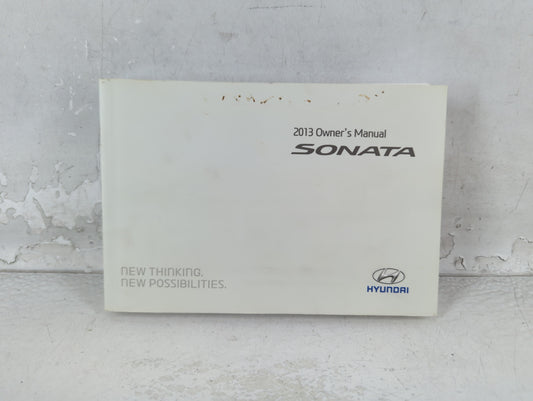 2013 Owner's Manual
SONATA
NEW THINKING.
NEW POSSIBILITIES.
HYUNDAI